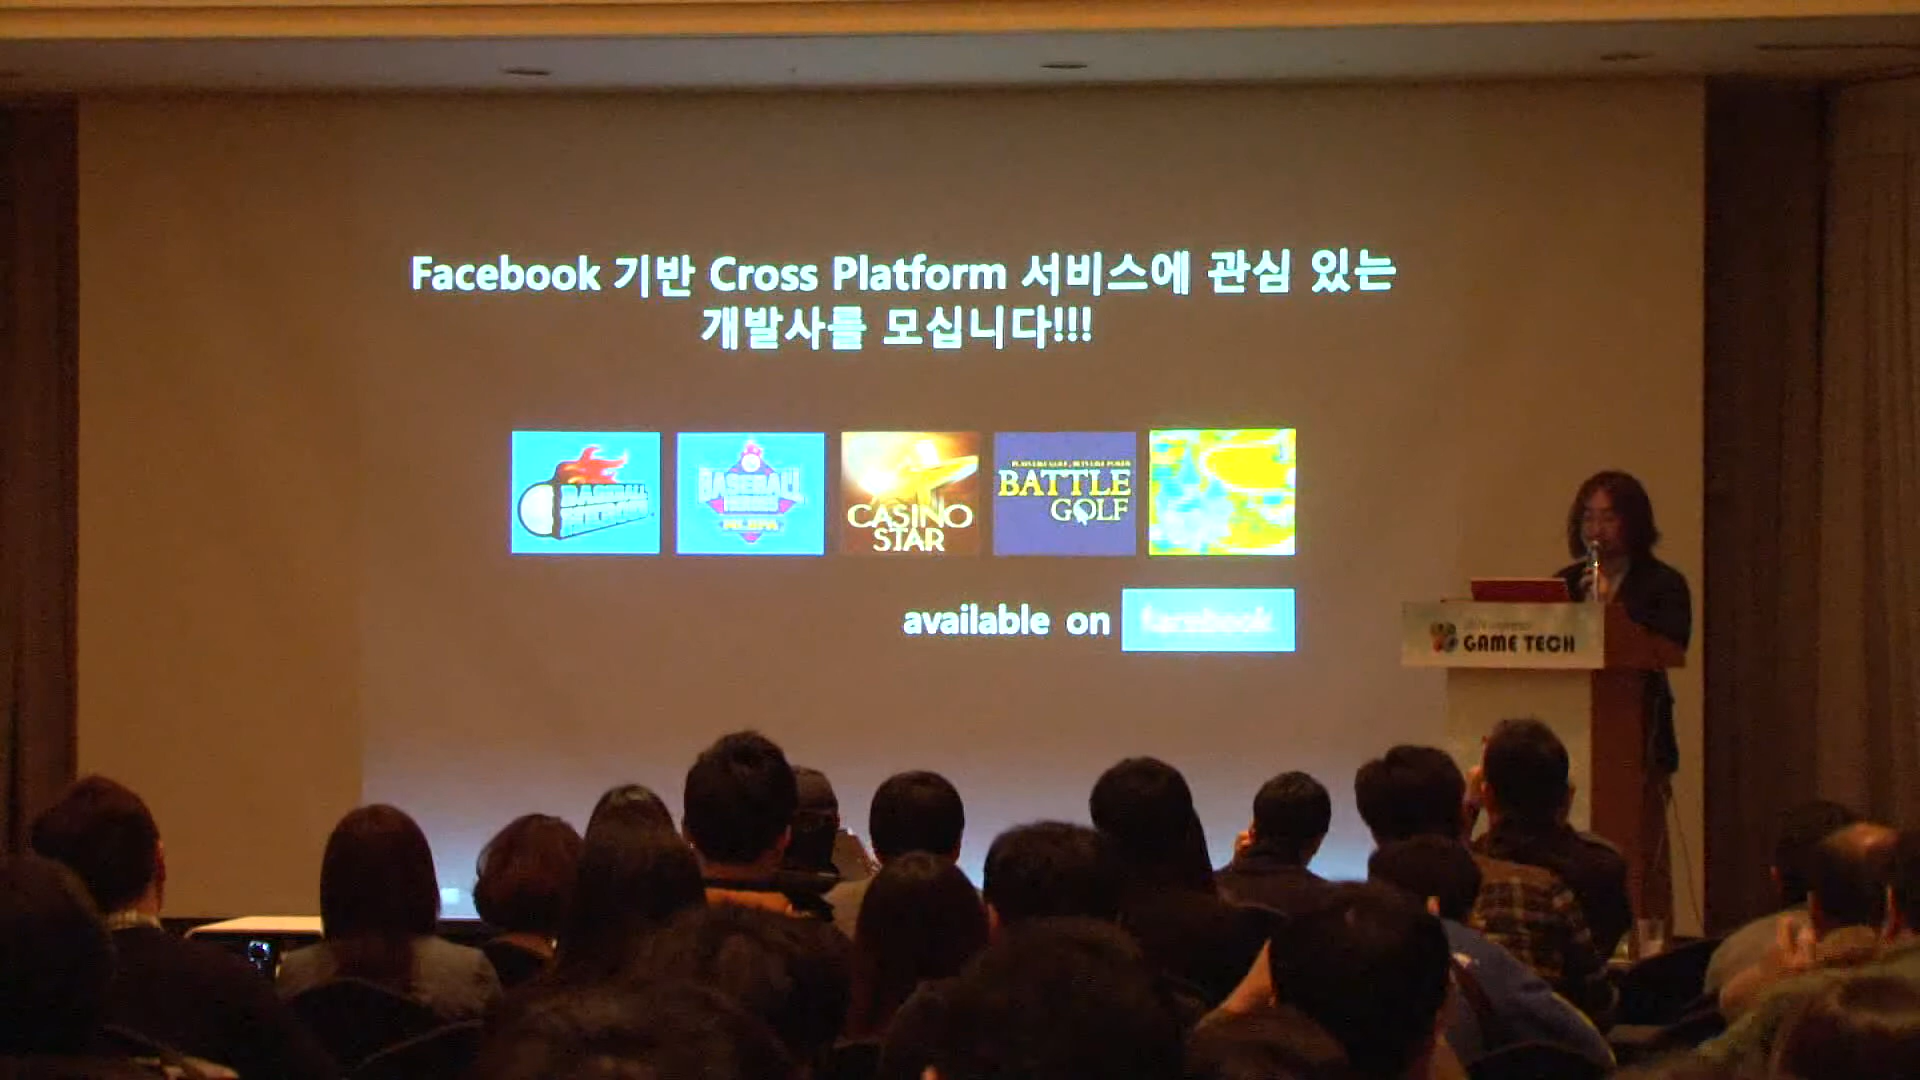 Facebook 기반 Cross Platform 서비스에 관심 있는
개발사를 모십니다!!!
BASEBALL
BASEBALL
CASINO
STAR
BATTLE
GOLF
available on facebook
GAME TECH